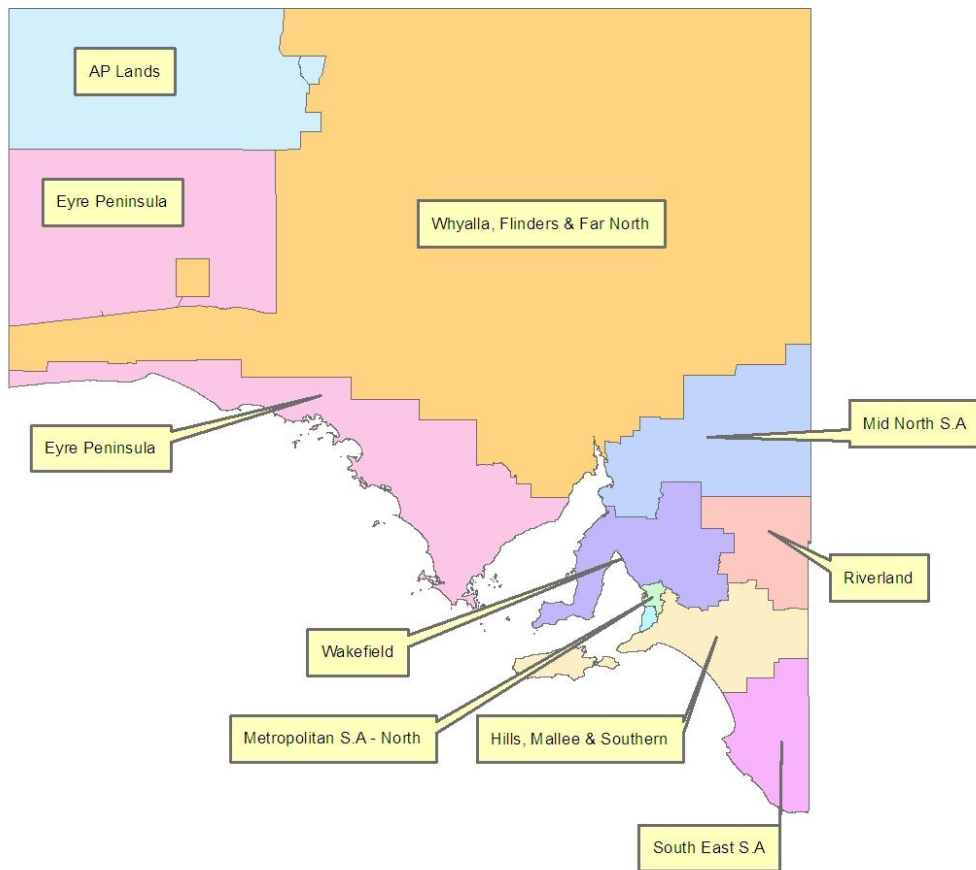 AP Lands
Eyre Peninsula
Whyalla, Flinders & Far North
Mid North S.A
Eyre Peninsula
Riverland
Wakefield
Metropolitan S.A - North
Hills, Mallee & Southern
South East S.A